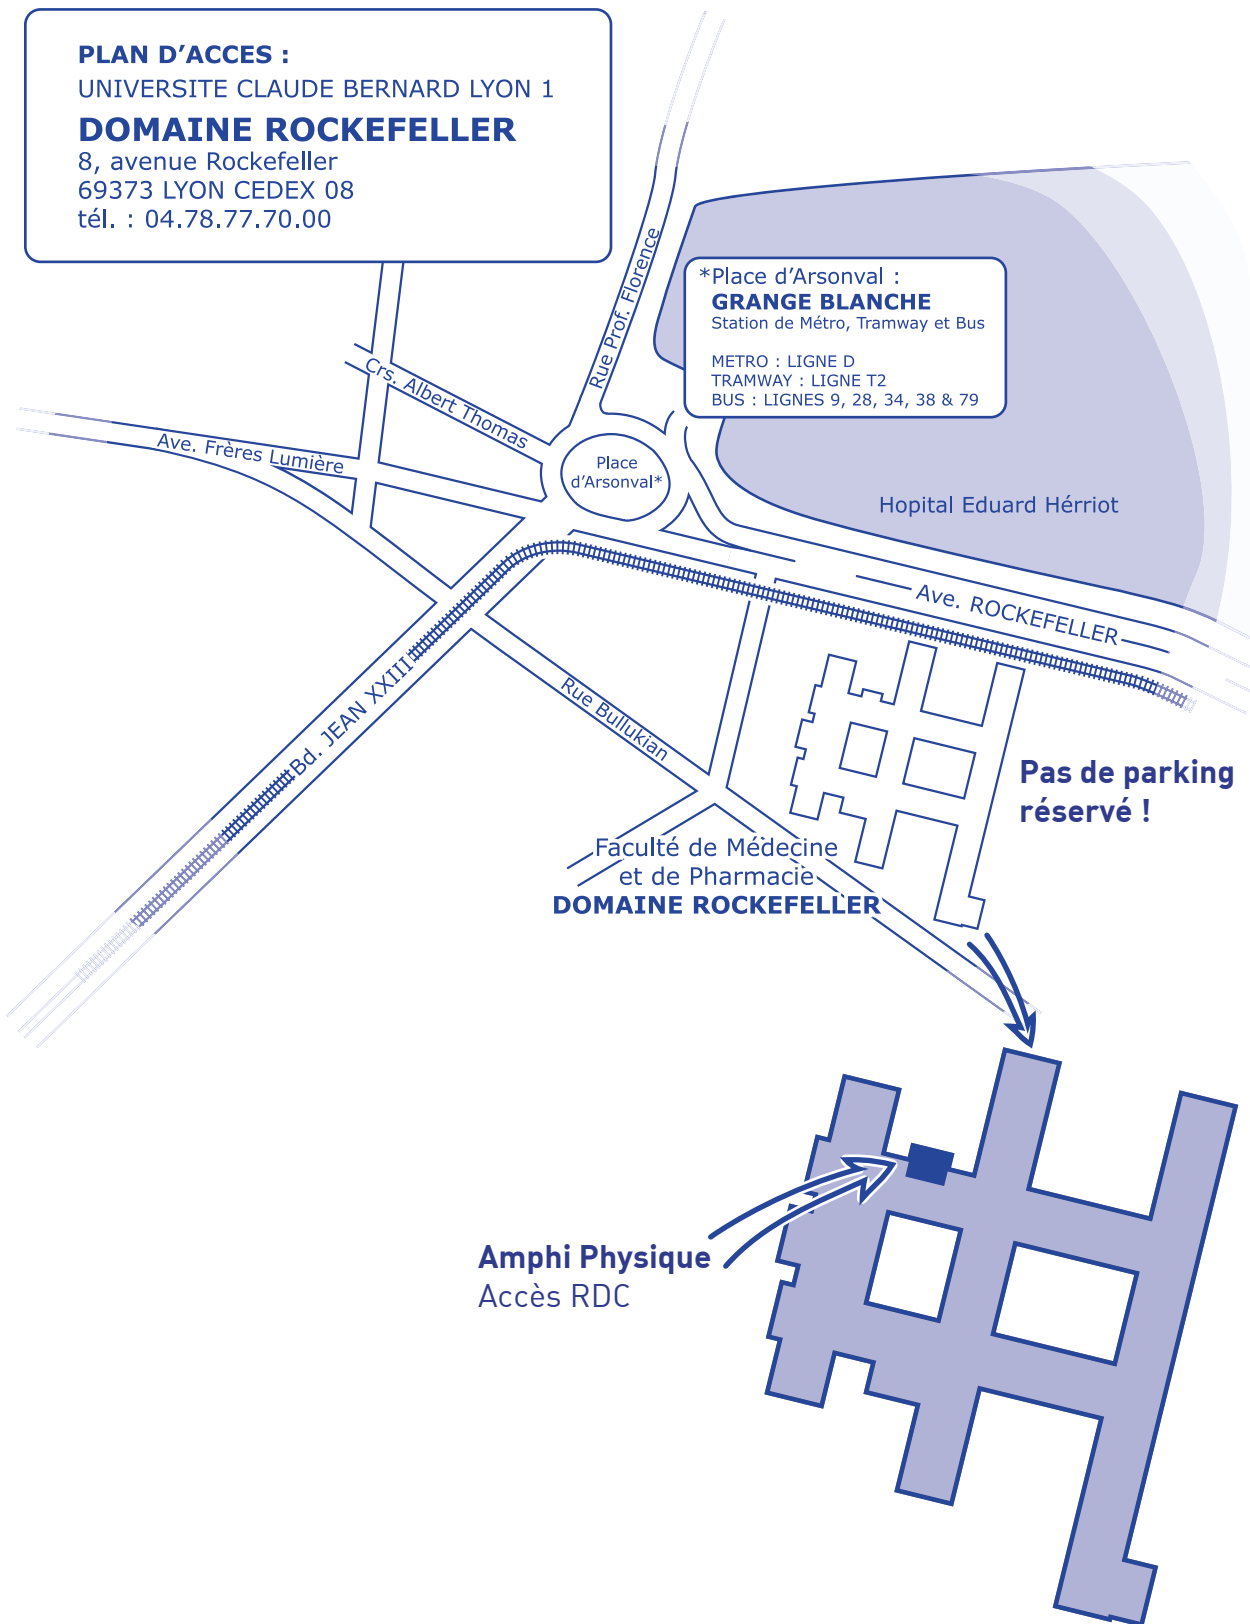 PLAN D'ACCES :
UNIVERSITE CLAUDE BERNARD LYON 1
DOMAINE ROCKEFELLER
8, avenue Rockefeller
69373 LYON CEDEX 08
tél. : 04.78.77.70.00
Rue Prof. Florence
*Place d'Arsonval :
GRANGE BLANCHE
Station de Métro, Tramway et Bus
METRO : LIGNE D
TRAMWAY : LIGNE T2
BUS : LIGNES 9, 28, 34, 38 & 79
Crs. Albert Thomas
Ave. Frères Lumière
Place
d'Arsonval*
Hopital Eduard Hérriot
Ave. ROCKEFELLER
Bd. JEAN XXIII
Rue Bullukian
Pas de parking
réservé !
Faculté de Médecine
et de Pharmacie
DOMAINE ROCKEFELLER
Amphi Physique
Accès RDC